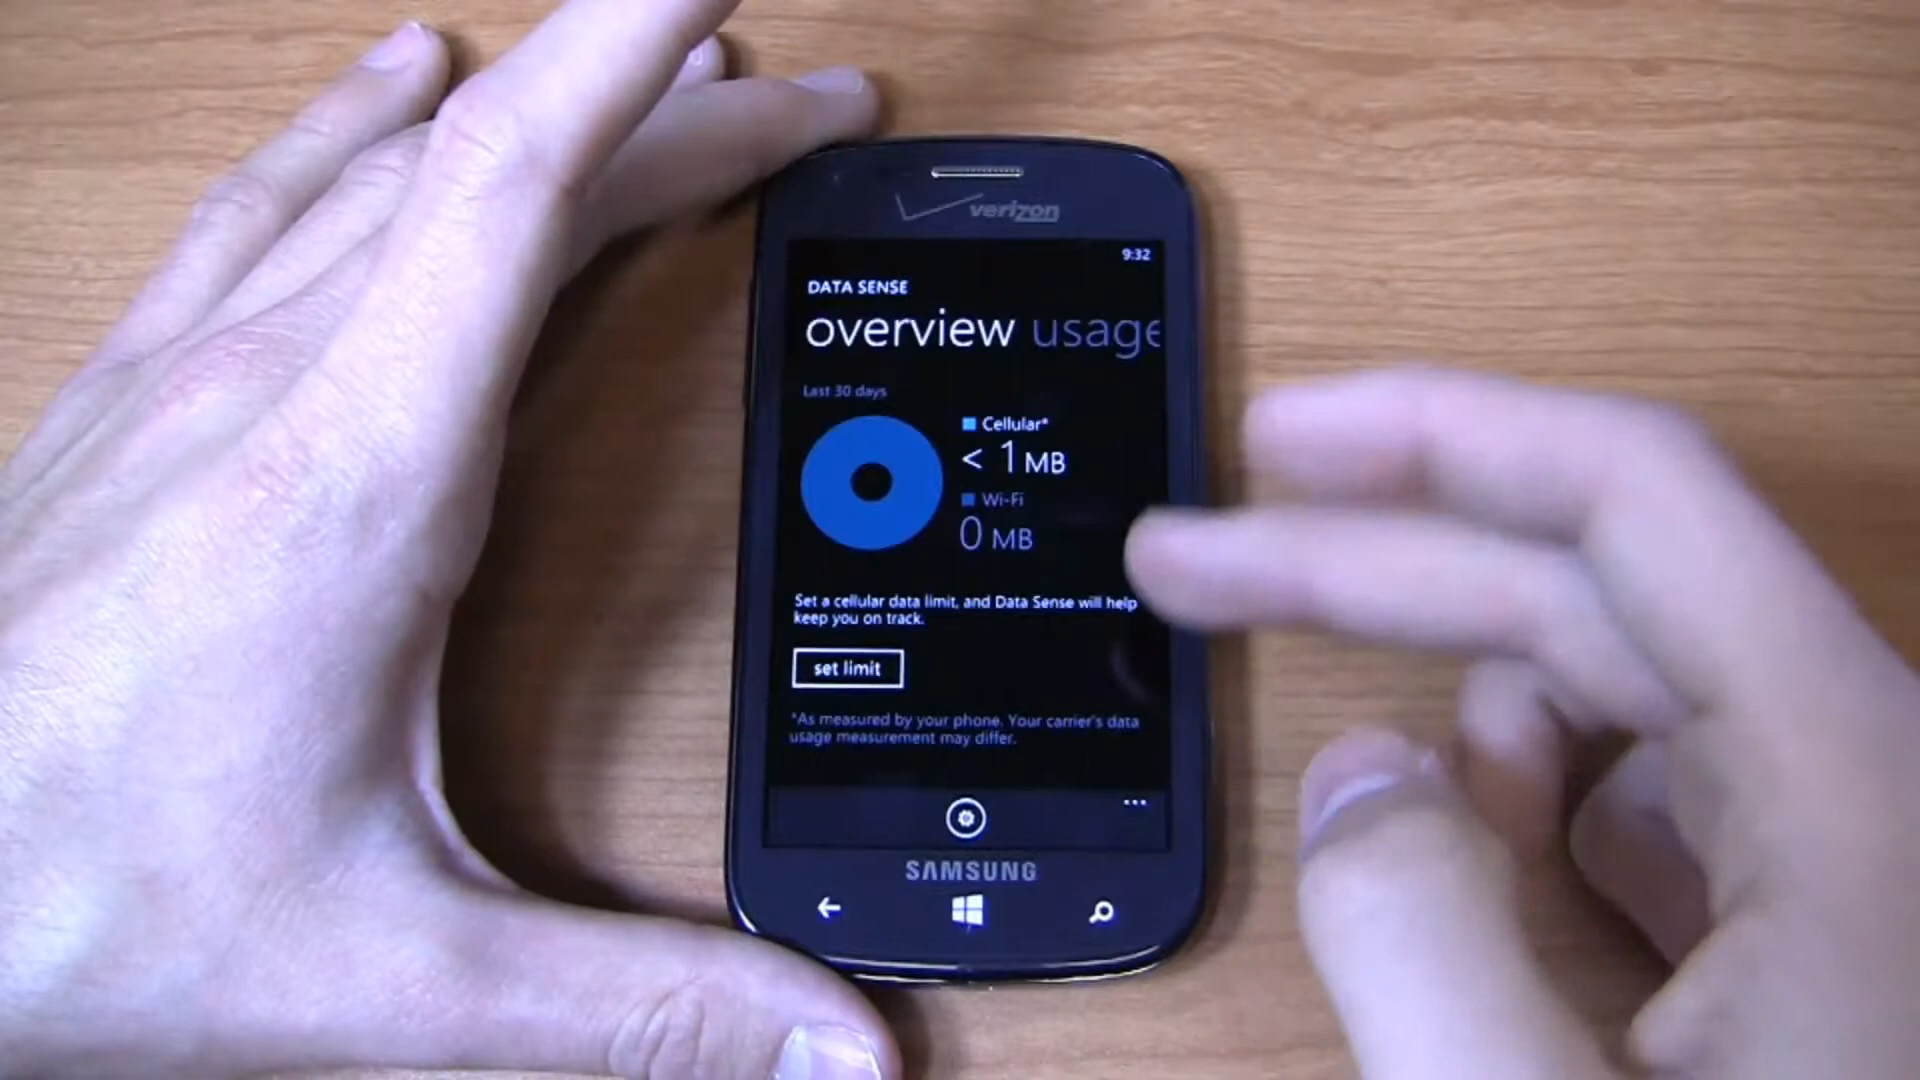 verizon
9:32
DATA SENSE
overview usage
Last 30 days
Cellular*
< 1 MB
Wi-Fi
0 MB
Set a cellular data limit, and Data Sense will help
keep you on track.
set limit
*As measured by your phone. Your carrier's data
usage measurement may differ.
SAMSUNG